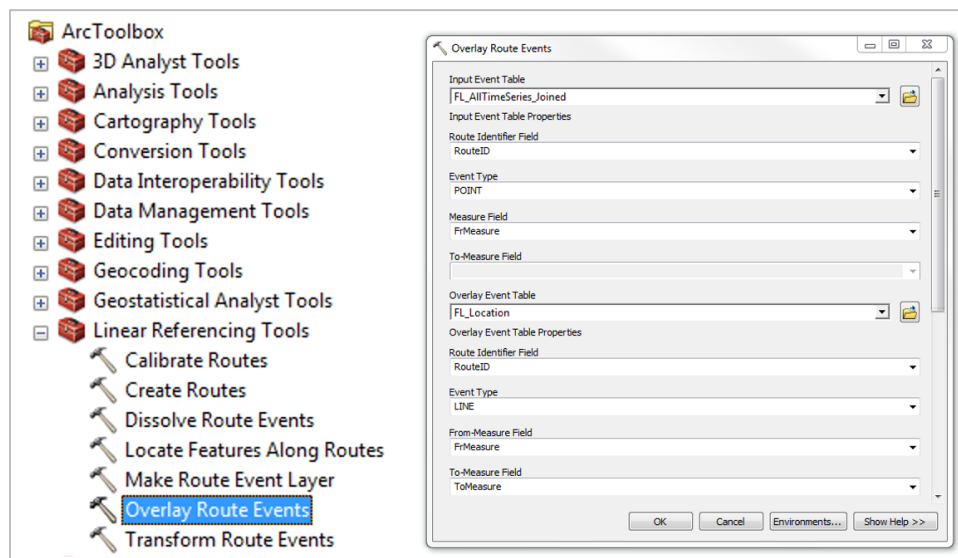 ArcToolbox
3D Analyst Tools
Analysis Tools
Cartography Tools
Conversion Tools
Data Interoperability Tools
Data Management Tools
Editing Tools
Geocoding Tools
Geostatistical Analyst Tools
Linear Referencing Tools
Calibrate Routes
Create Routes
Dissolve Route Events
Locate Features Along Routes
Make Route Event Layer
Overlay Route Events
Transform Route Events
Overlay Route Events
Input Event Table
FL_AllTimeSeries_Joined
Input Event Table Properties
Route Identifier Field
RouteID
Event Type
POINT
Measure Field
FrMeasure
To-Measure Field
Overlay Event Table
FL_Location
Overlay Event Table Properties
Route Identifier Field
RouteID
Event Type
LINE
From-Measure Field
FrMeasure
To-Measure Field
ToMeasure
OK Cancel Environments... Show Help >>